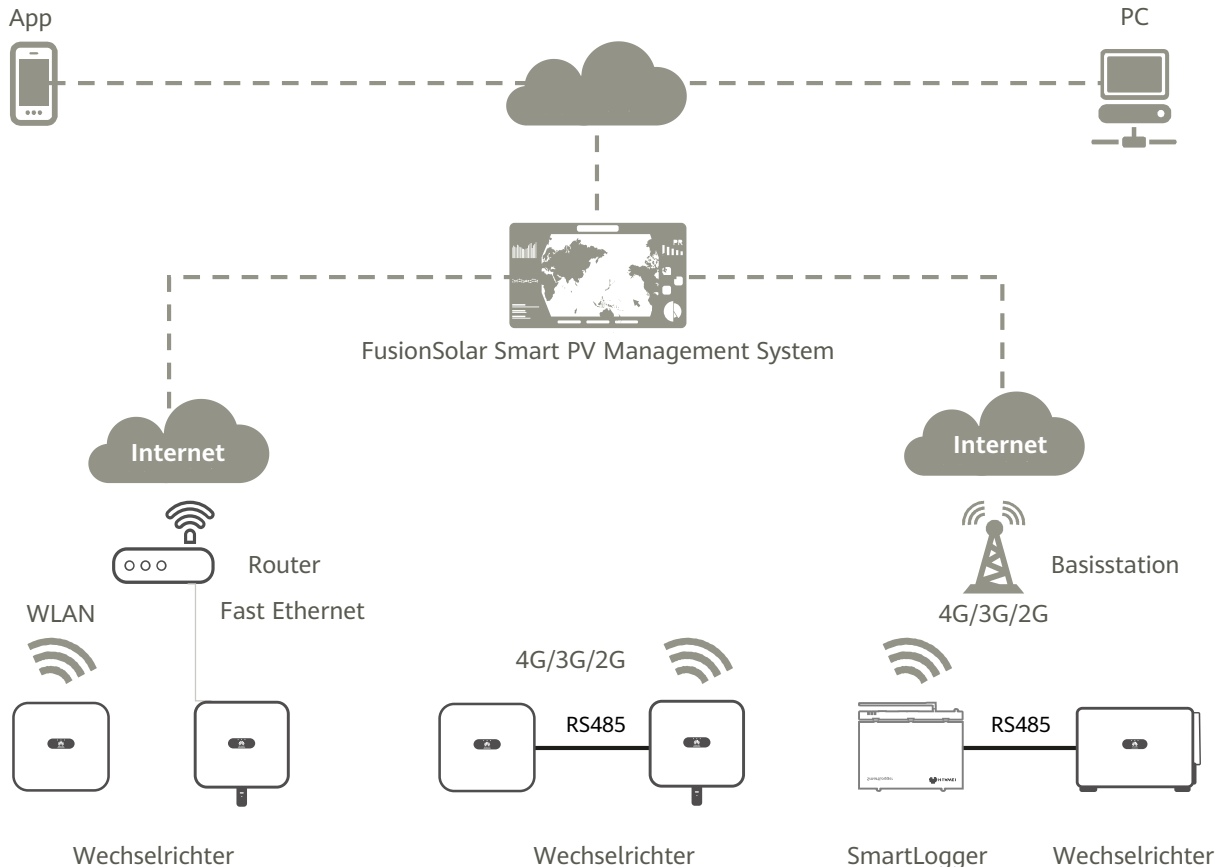 App
PC
FusionSolar Smart PV Management System
Internet
Internet
Router
Basisstation
Fast Ethernet
WLAN
4G/3G/2G
4G/3G/2G
RS485
RS485
Wechselrichter
Wechselrichter
SmartLogger
Wechselrichter